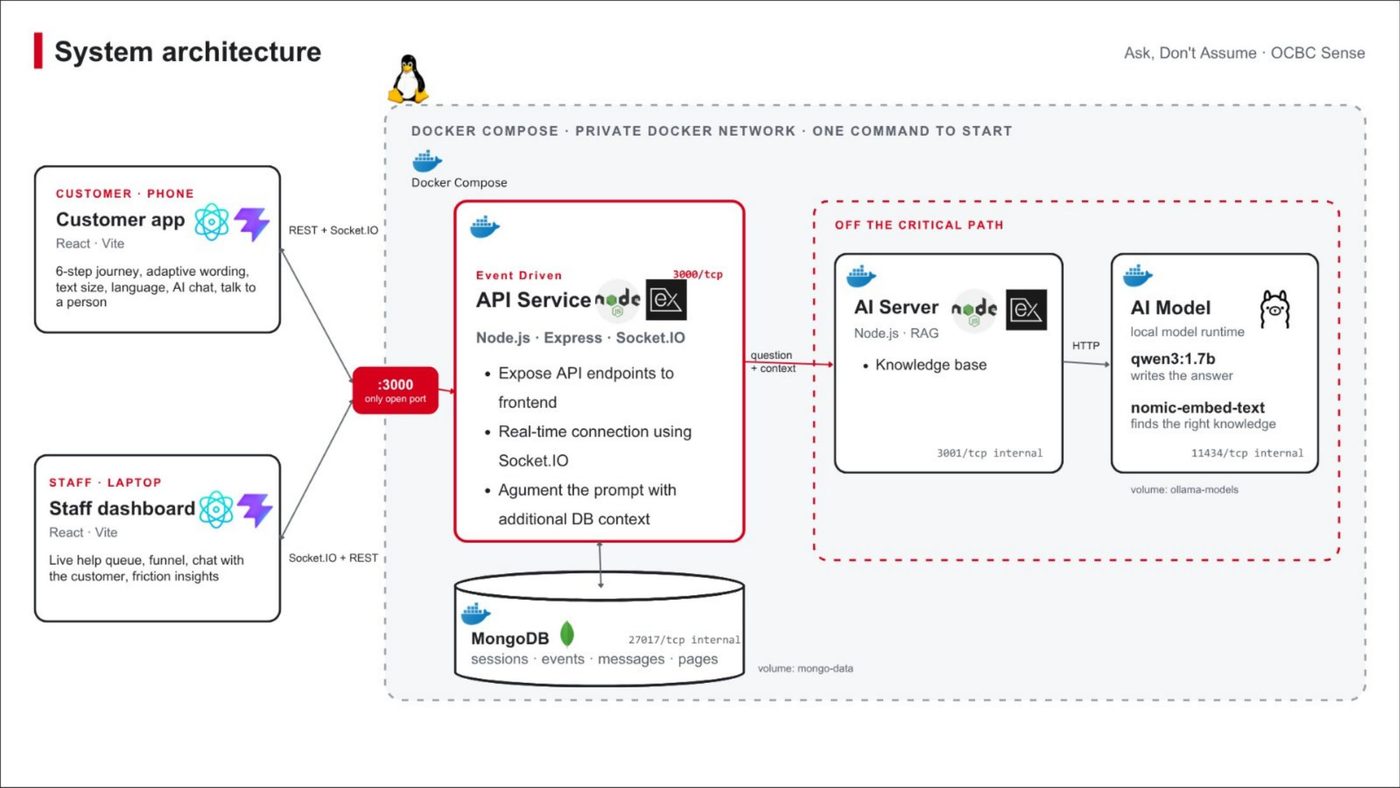 System architecture
Ask, Don't Assume · OCBC Sense
DOCKER COMPOSE · PRIVATE DOCKER NETWORK · ONE COMMAND TO START
Docker Compose
CUSTOMER · PHONE
Customer app
React · Vite
6-step journey, adaptive wording,
text size, language, AI chat, talk to
a person
REST + Socket.IO
STAFF · LAPTOP
Staff dashboard
React · Vite
Live help queue, funnel, chat with
the customer, friction insights
Socket.IO + REST
:3000
only open port
Event Driven
3000/tcp
API Service
node
JS
ex
Node.js · Express · Socket.IO
• Expose API endpoints to
frontend
• Real-time connection using
Socket.IO
• Agument the prompt with
additional DB context
question
+ context
MongoDB
27017/tcp internal
sessions · events · messages · pages
volume: mongo-data
OFF THE CRITICAL PATH
AI Server
node
JS
ex
Node.js · RAG
• Knowledge base
3001/tcp internal
HTTP
AI Model
local model runtime
qwen3:1.7b
writes the answer
nomic-embed-text
finds the right knowledge
11434/tcp internal
volume: ollama-models